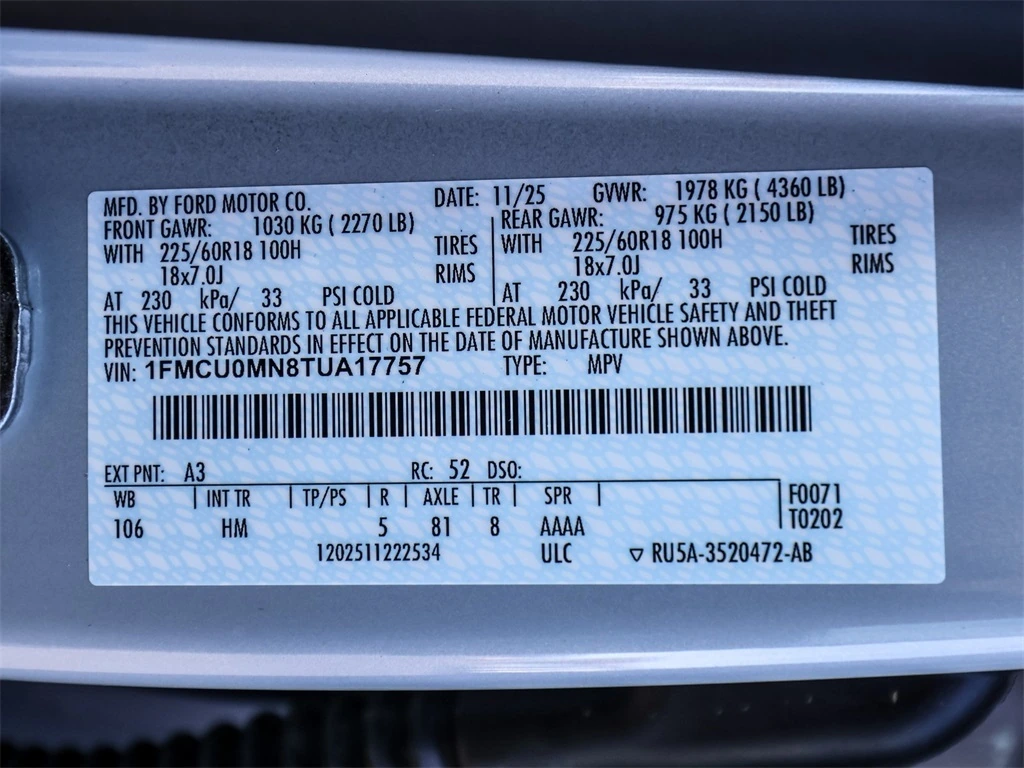 MFD. BY FORD MOTOR CO. DATE: 11/25 GVWR: 1978 KG ( 4360 LB)
FRONT GAWR: 1030 KG ( 2270 LB) REAR GAWR: 975 KG ( 2150 LB)
WITH 225/60R18 100H TIRES WITH 225/60R18 100H TIRES
18x7.0J RIMS 18x7.0J RIMS
AT 230 kPa/ 33 PSI COLD AT 230 kPa/ 33 PSI COLD
THIS VEHICLE CONFORMS TO ALL APPLICABLE FEDERAL MOTOR VEHICLE SAFETY AND THEFT
PREVENTION STANDARDS IN EFFECT ON THE DATE OF MANUFACTURE SHOWN ABOVE.
VIN: 1FMCU0MN8TUA17757 TYPE: MPV
EXT PNT: A3 RC: 52 DSO:
WB INT TR TP/PS R AXLE TR SPR F0071
106 HM 5 81 8 AAAA T0202
1202511222534 ULC ▽ RU5A-3520472-AB